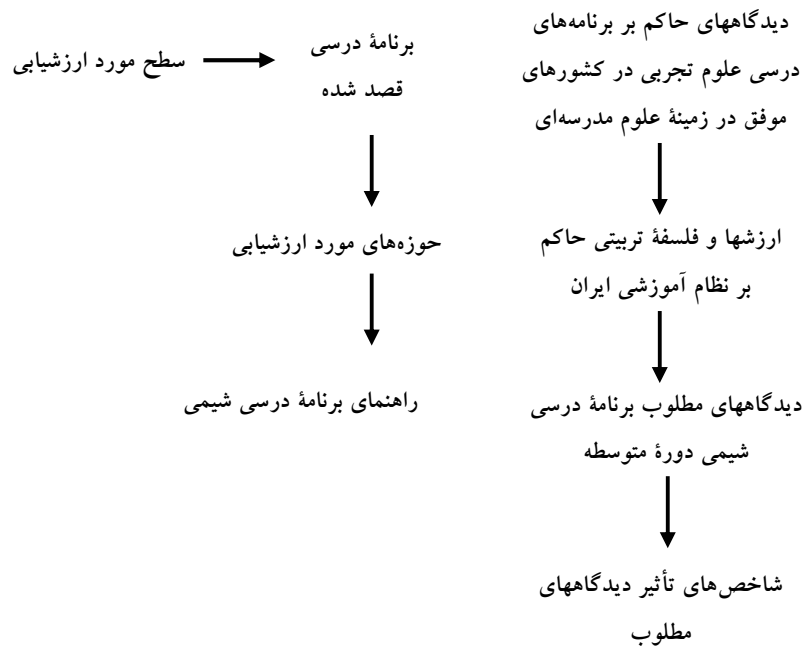 دیدگاههای حاکم بر برنامه‌های
درسی علوم تجربی در کشورهای
موفق در زمینهٔ علوم مدرسه‌ای
ارزشها و فلسفهٔ تربیتی حاکم
بر نظام آموزشی ایران
دیدگاههای مطلوب برنامهٔ درسی
شیمی دورهٔ متوسطه
شاخص‌های تأثیر دیدگاههای
مطلوب
سطح مورد ارزشیابی
برنامهٔ درسی
قصد شده
حوزه‌های مورد ارزشیابی
راهنمای برنامهٔ درسی شیمی